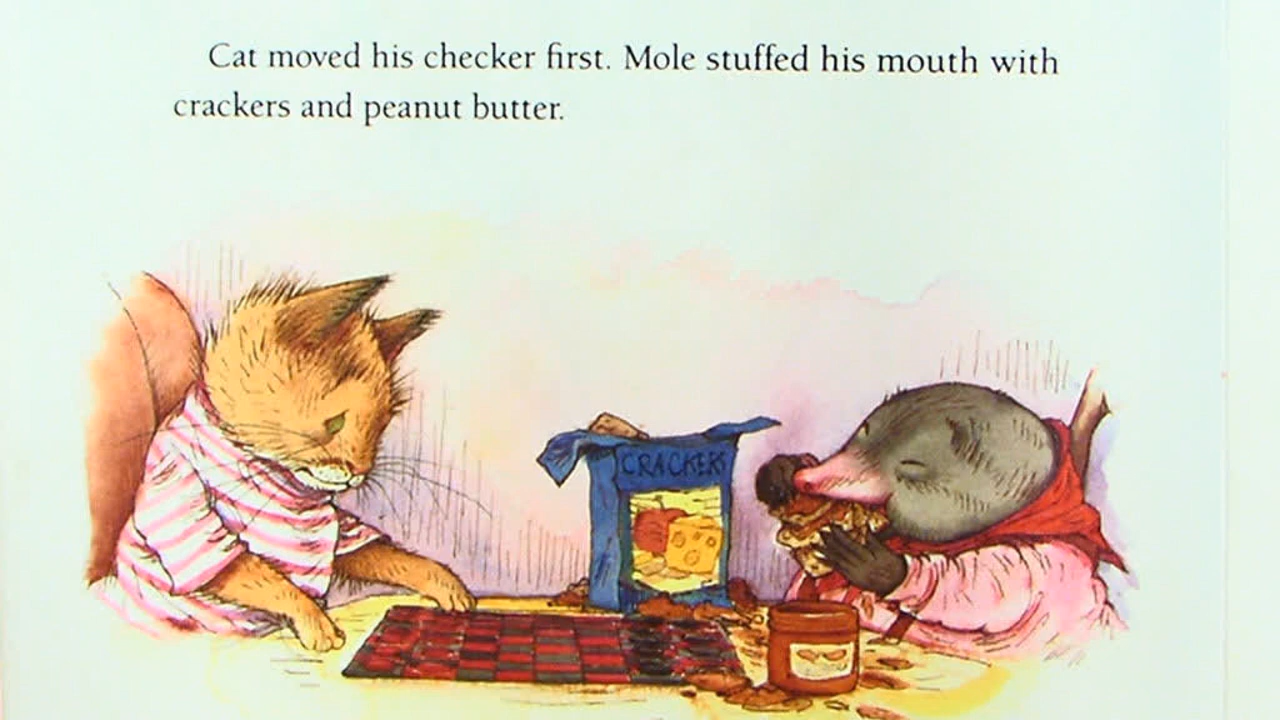 Cat moved his checker first. Mole stuffed his mouth with
crackers and peanut butter.
CRACKERS